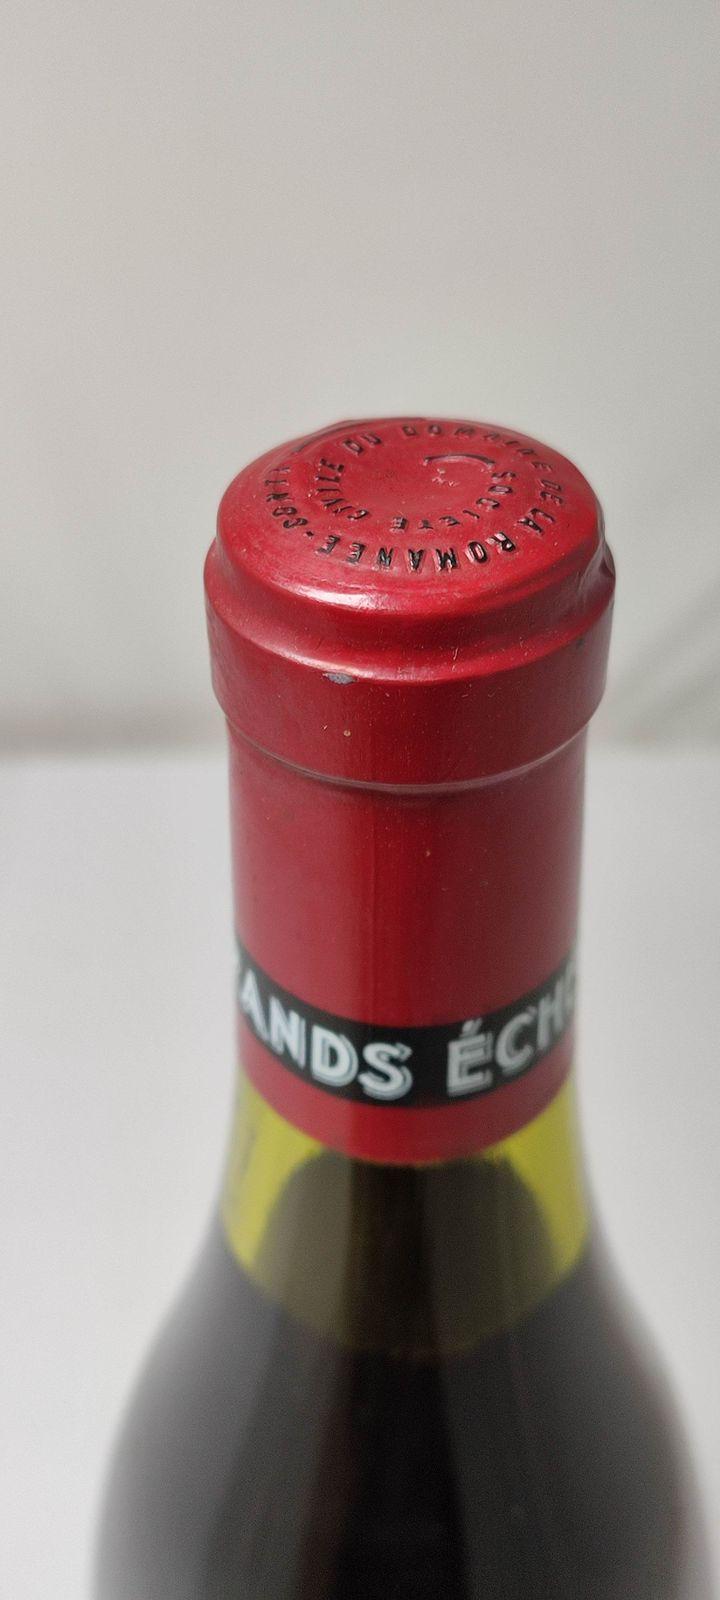 SOCIETE CIVILE DU DOMAINE DE LA ROMANEE-CONTI
ANDS ÉCH